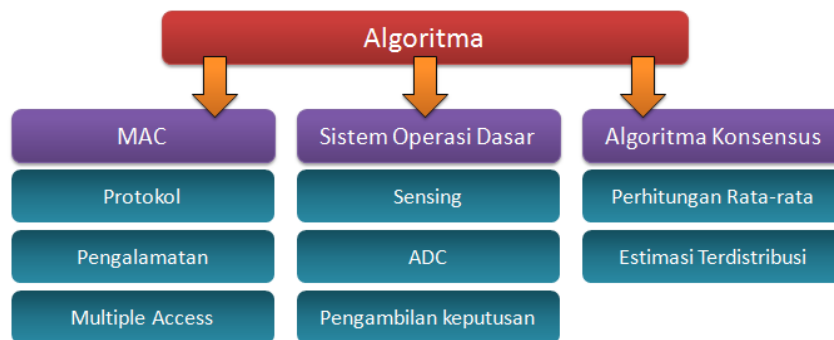 Algoritma
MAC
Protokol
Pengalamatan
Multiple Access
Sistem Operasi Dasar
Sensing
ADC
Pengambilan keputusan
Algoritma Konsensus
Perhitungan Rata-rata
Estimasi Terdistribusi